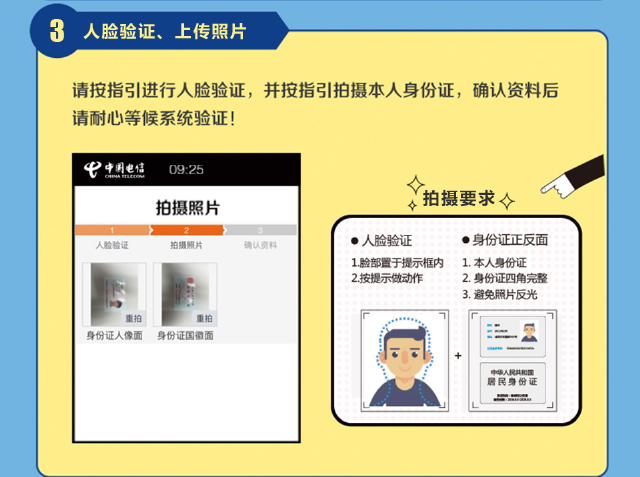 3
人脸验证、上传照片
请按指引进行人脸验证，并按指引拍摄本人身份证，确认资料后
请耐心等候系统验证！
中国电信
CHINA TELECOM
09:25
拍摄照片
1 2 3
人脸验证 拍摄照片 确认资料
重拍 重拍
身份证人像面 身份证国徽面
拍摄要求
● 人脸验证
1.脸部置于提示框内
2.按提示做动作
● 身份证正反面
1. 本人身份证
2. 身份证四角完整
3. 避免照片反光
+
中华人民共和国
居民身份证